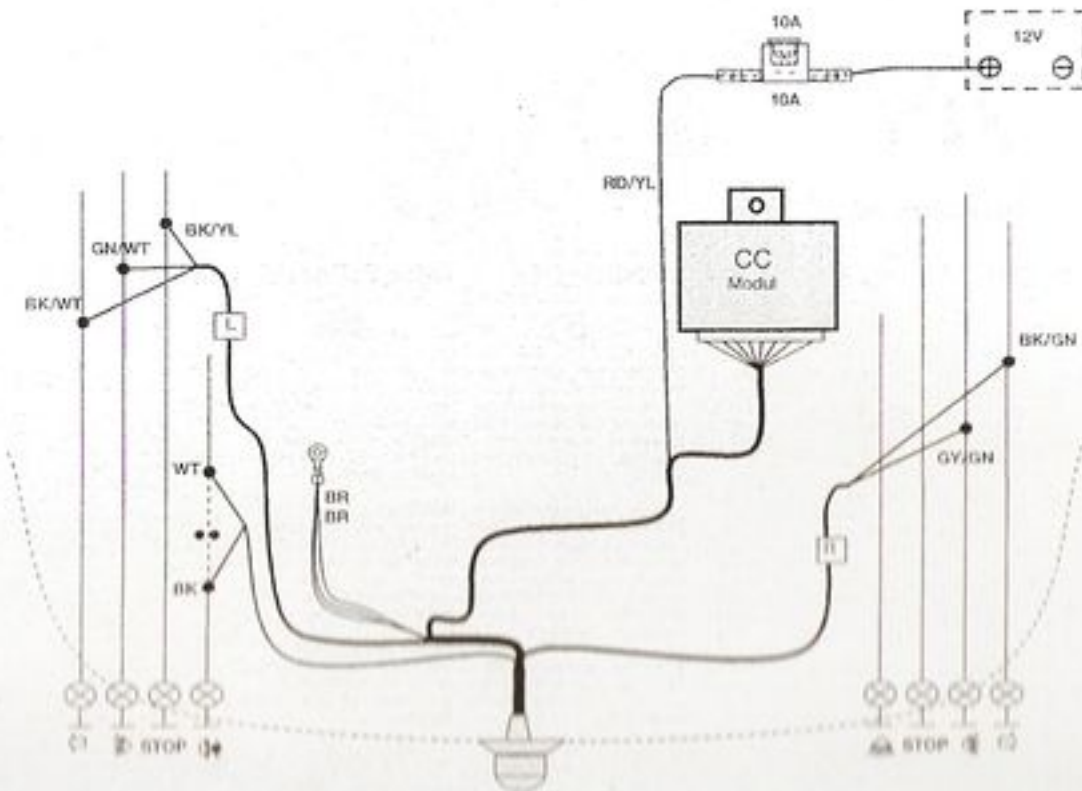 10A
12V
10A
RD/YL
BK/YL
GN/WT
CC
Modul
BK/WT
L
BK/GN
WT
GY/GN
BR
BR
BK
STOP
STOP